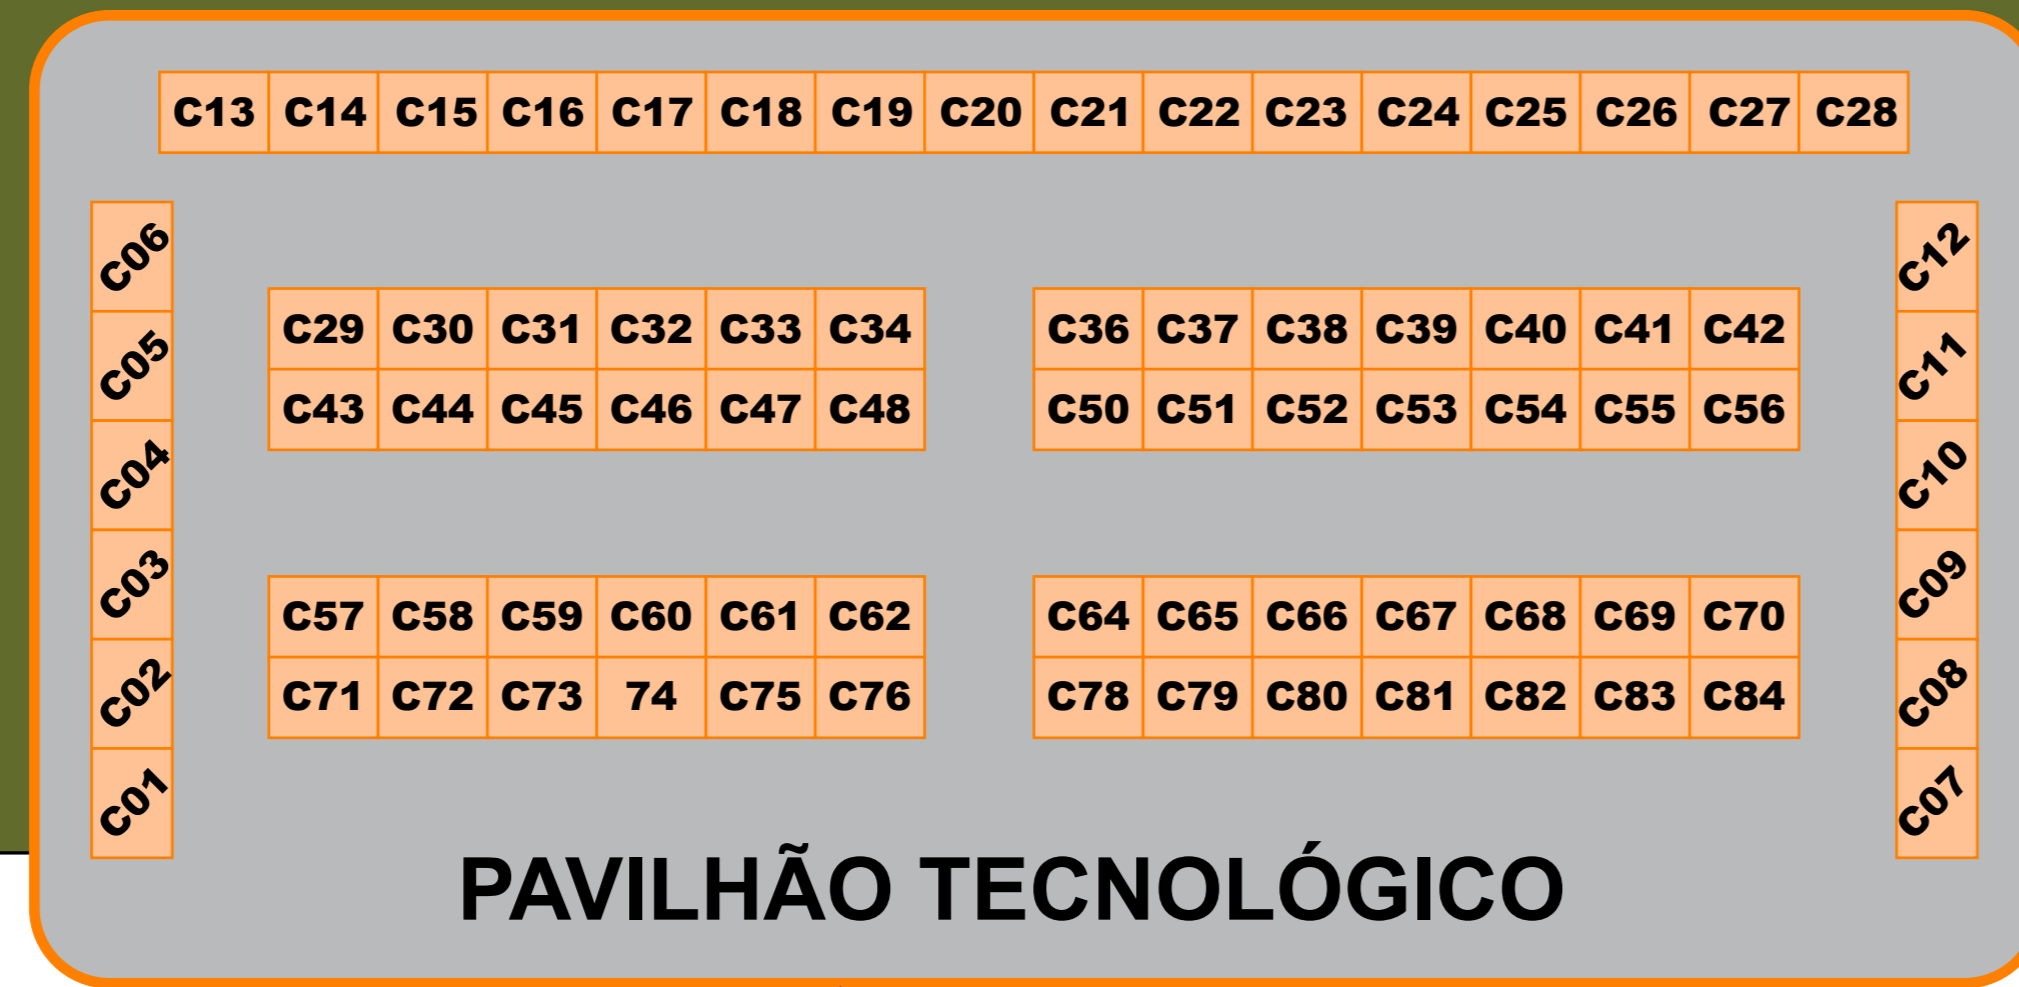 C13 C14 C15 C16 C17 C18 C19 C20 C21 C22 C23 C24 C25 C26 C27 C28
C06
C05
C04
C03
C02
C01
C29 C30 C31 C32 C33 C34
C43 C44 C45 C46 C47 C48
C36 C37 C38 C39 C40 C41 C42
C50 C51 C52 C53 C54 C55 C56
C57 C58 C59 C60 C61 C62
C71 C72 C73 74 C75 C76
C64 C65 C66 C67 C68 C69 C70
C78 C79 C80 C81 C82 C83 C84
C12
C11
C10
C09
C08
C07
PAVILHÃO TECNOLÓGICO